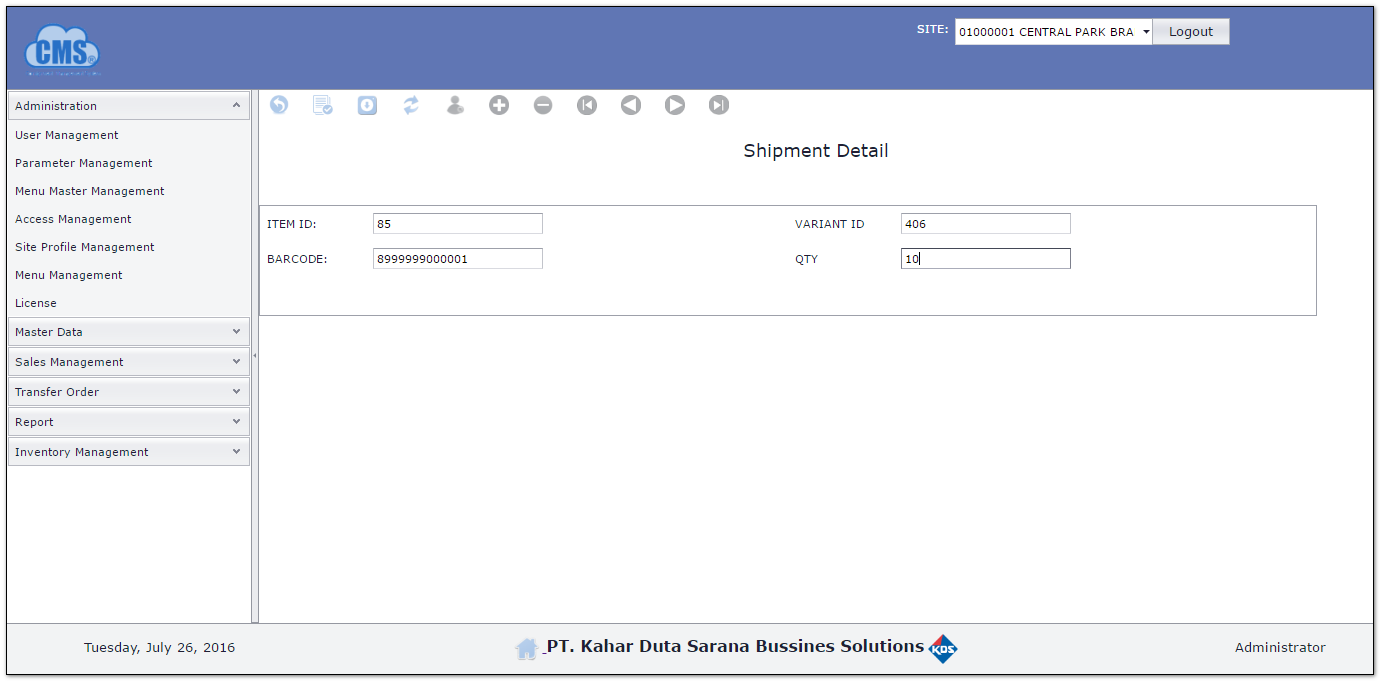 CMS®
SITE: 01000001 CENTRAL PARK BRA Logout
Administration
User Management
Parameter Management
Menu Master Management
Access Management
Site Profile Management
Menu Management
License
Master Data
Sales Management
Transfer Order
Report
Inventory Management
Shipment Detail
ITEM ID: 85 VARIANT ID 406
BARCODE: 8999999000001 QTY 10
Tuesday, July 26, 2016 PT. Kahar Duta Sarana Bussines Solutions KDS Administrator